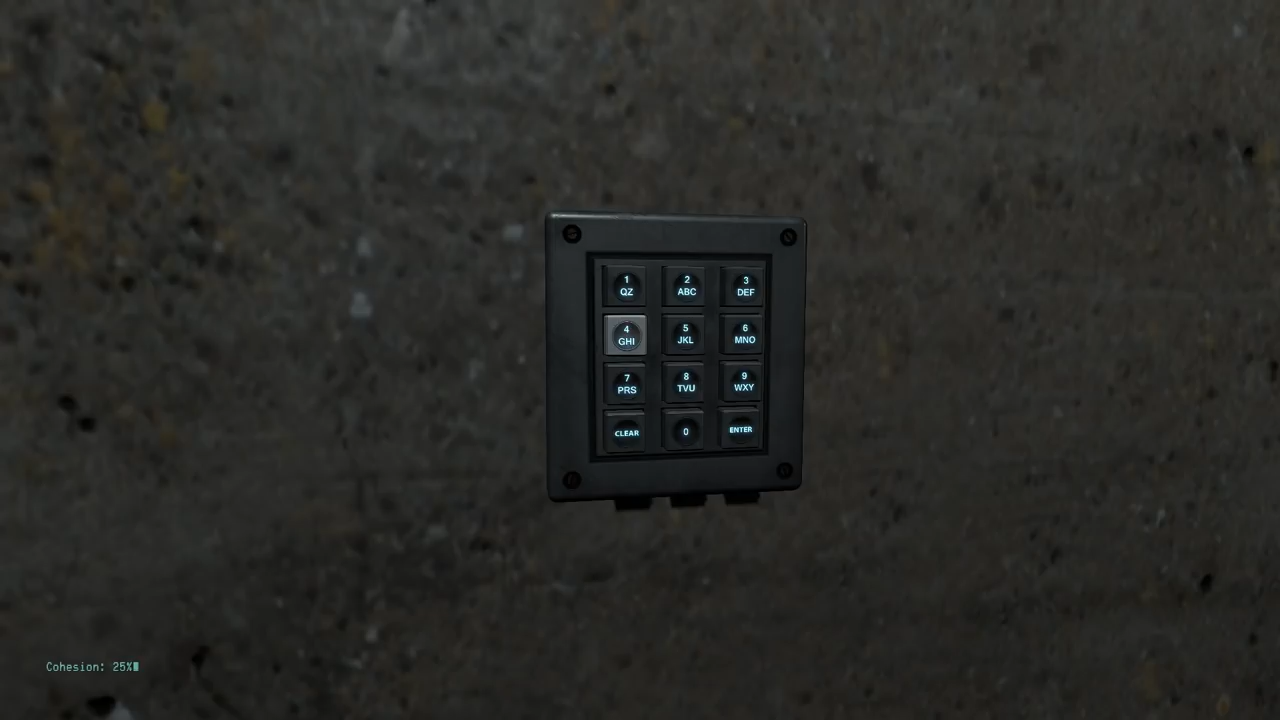 1
QZ
2
ABC
3
DEF
4
GHI
5
JKL
6
MNO
7
PRS
8
TVU
9
WXY
CLEAR
0
ENTER
Cohesion: 25%